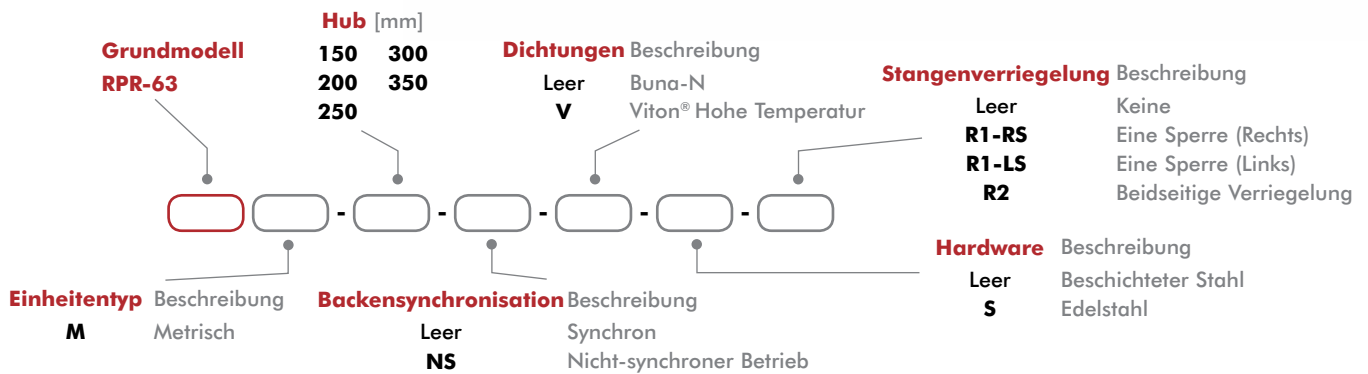 Grundmodell
RPR-63
Hub [mm]
150 300
200 350
250
Dichtungen Beschreibung
Leer Buna-N
V Viton® Hohe Temperatur
Stangenverriegelung Beschreibung
Leer Keine
R1-RS Eine Sperre (Rechts)
R1-LS Eine Sperre (Links)
R2 Beidseitige Verriegelung
- - - - -
Einheitentyp Beschreibung
M Metrisch
Backensynchronisation Beschreibung
Leer Synchron
NS Nicht-synchroner Betrieb
Hardware Beschreibung
Leer Beschichteter Stahl
S Edelstahl